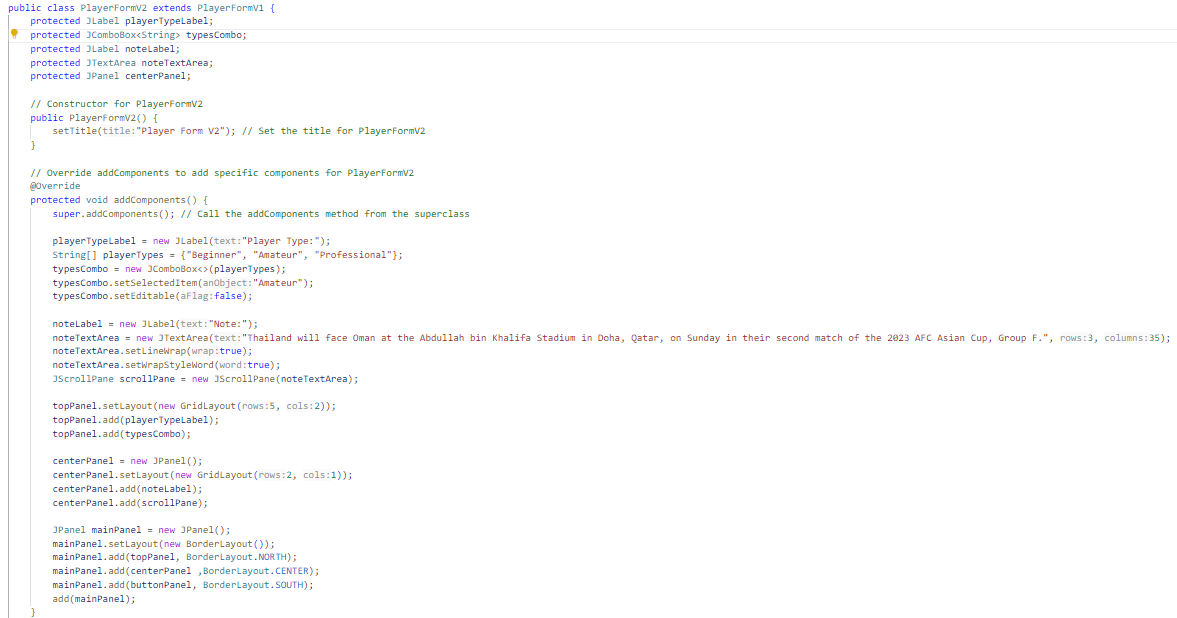 public class PlayerFormV2 extends PlayerFormV1 {
    protected JLabel playerTypeLabel;
    protected JComboBox<String> typesCombo;
    protected JLabel noteLabel;
    protected JTextArea noteTextArea;
    protected JPanel centerPanel;

    // Constructor for PlayerFormV2
    public PlayerFormV2() {
        setTitle(title:"Player Form V2"); // Set the title for PlayerFormV2
    }

    // Override addComponents to add specific components for PlayerFormV2
    @Override
    protected void addComponents() {
        super.addComponents(); // Call the addComponents method from the superclass

        playerTypeLabel = new JLabel(text:"Player Type:");
        String[] playerTypes = {"Beginner", "Amateur", "Professional"};
        typesCombo = new JComboBox<>(playerTypes);
        typesCombo.setSelectedItem(anObject:"Amateur");
        typesCombo.setEditable(aFlag:false);

        noteLabel = new JLabel(text:"Note:");
        noteTextArea = new JTextArea(text:"Thailand will face Oman at the Abdullah bin Khalifa Stadium in Doha, Qatar, on Sunday in their second match of the 2023 AFC Asian Cup, Group F.", rows:3, columns:35);
        noteTextArea.setLineWrap(wrap:true);
        noteTextArea.setWrapStyleWord(word:true);
        JScrollPane scrollPane = new JScrollPane(noteTextArea);

        topPanel.setLayout(new GridLayout(rows:5, cols:2));
        topPanel.add(playerTypeLabel);
        topPanel.add(typesCombo);

        centerPanel = new JPanel();
        centerPanel.setLayout(new GridLayout(rows:2, cols:1));
        centerPanel.add(noteLabel);
        centerPanel.add(scrollPane);

        JPanel mainPanel = new JPanel();
        mainPanel.setLayout(new BorderLayout());
        mainPanel.add(topPanel, BorderLayout.NORTH);
        mainPanel.add(centerPanel ,BorderLayout.CENTER);
        mainPanel.add(buttonPanel, BorderLayout.SOUTH);
        add(mainPanel);
    }